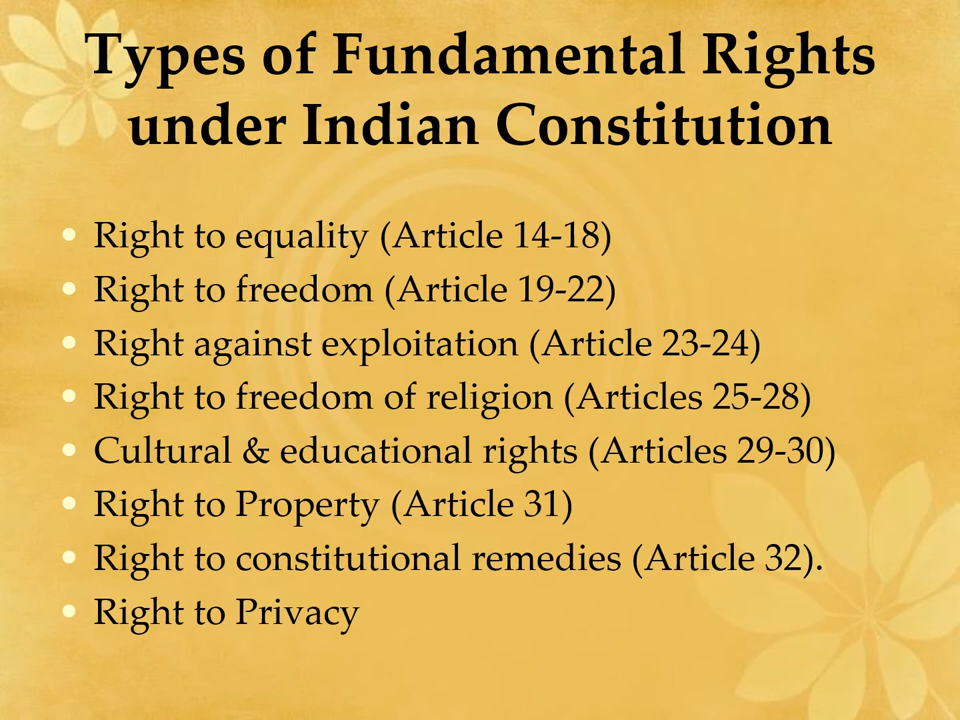 Types of Fundamental Rights
under Indian Constitution
• Right to equality (Article 14-18)
• Right to freedom (Article 19-22)
• Right against exploitation (Article 23-24)
• Right to freedom of religion (Articles 25-28)
• Cultural & educational rights (Articles 29-30)
• Right to Property (Article 31)
• Right to constitutional remedies (Article 32).
• Right to Privacy